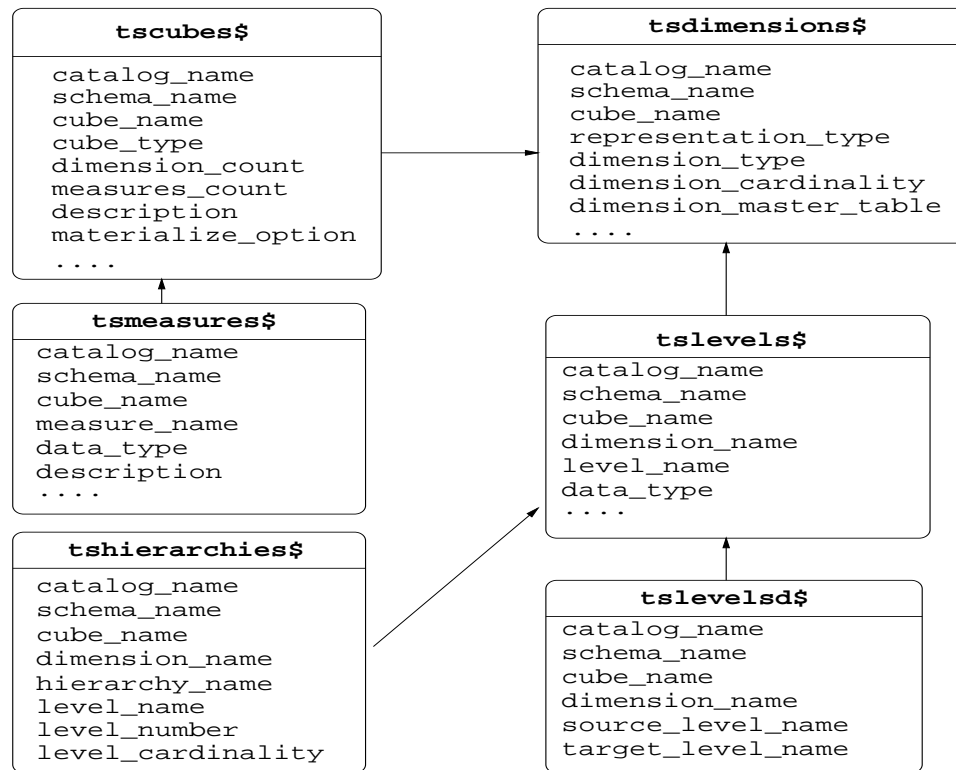 tscubes$
catalog_name
schema_name
cube_name
cube_type
dimension_count
measures_count
description
materialize_option
....
tsdimensions$
catalog_name
schema_name
cube_name
representation_type
dimension_type
dimension_cardinality
dimension_master_table
....
tsmeasures$
catalog_name
schema_name
cube_name
measure_name
data_type
description
....
tslevels$
catalog_name
schema_name
cube_name
dimension_name
level_name
data_type
....
tshierarchies$
catalog_name
schema_name
cube_name
dimension_name
hierarchy_name
level_name
level_number
level_cardinality
tslevelsd$
catalog_name
schema_name
cube_name
dimension_name
source_level_name
target_level_name